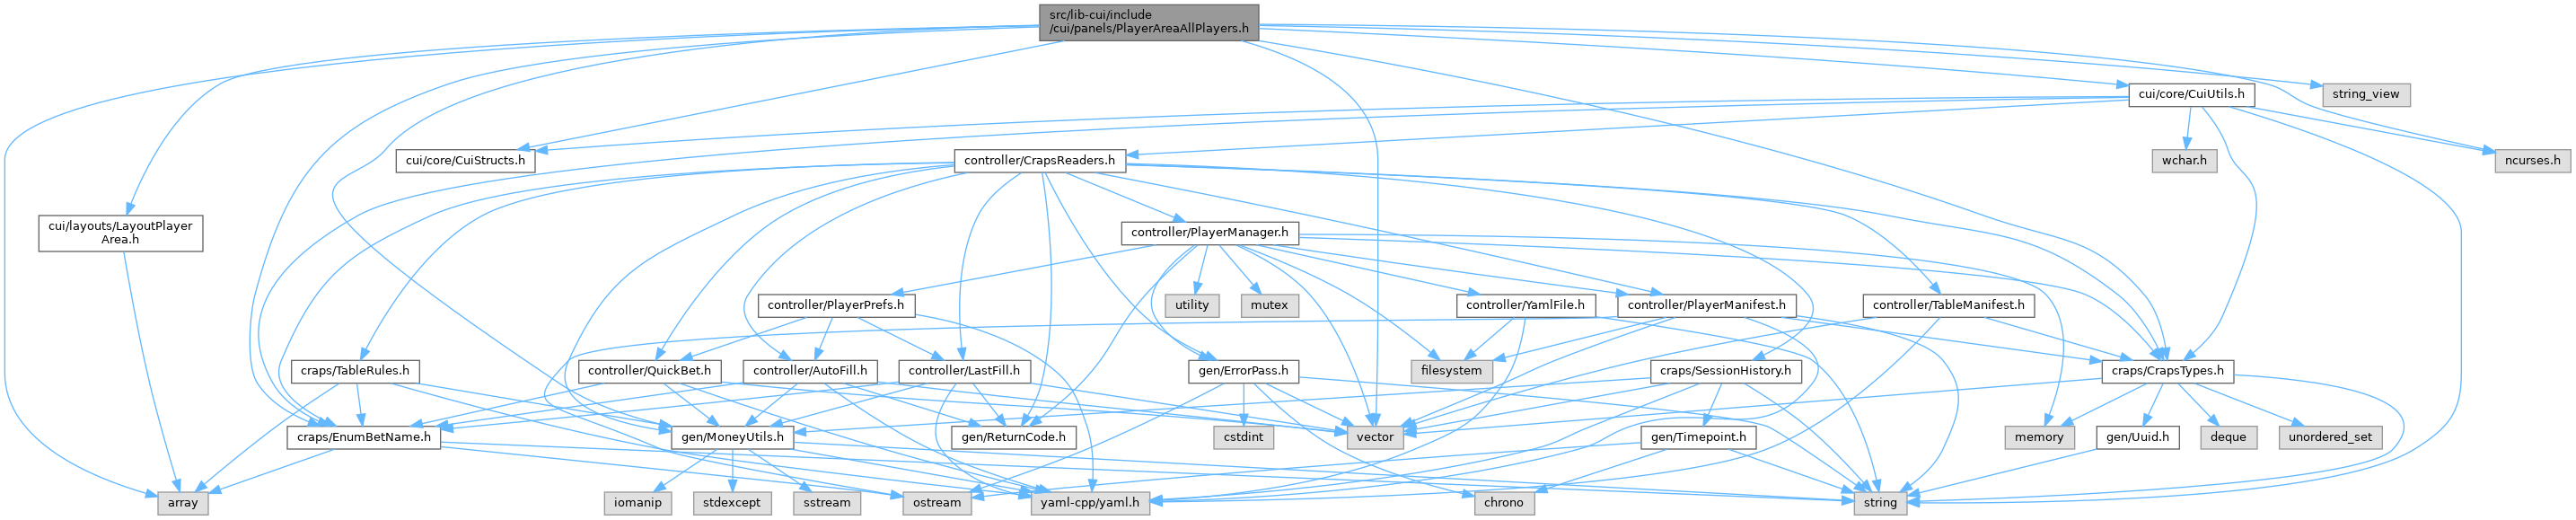 src/lib-cui/include
/cui/panels/PlayerAreaAllPlayers.h
cui/core/CuiUtils.h
string_view
cui/core/CuiStructs.h
controller/CrapsReaders.h
wchar.h
ncurses.h
cui/layouts/LayoutPlayer
Area.h
controller/PlayerManager.h
controller/PlayerPrefs.h
utility
mutex
controller/YamlFile.h
controller/PlayerManifest.h
controller/TableManifest.h
craps/TableRules.h
controller/QuickBet.h
controller/AutoFill.h
controller/LastFill.h
gen/ErrorPass.h
filesystem
craps/SessionHistory.h
craps/CrapsTypes.h
craps/EnumBetName.h
gen/MoneyUtils.h
gen/ReturnCode.h
cstdint
vector
gen/Timepoint.h
memory
gen/Uuid.h
deque
unordered_set
array
iomanip
stdexcept
sstream
ostream
yaml-cpp/yaml.h
chrono
string